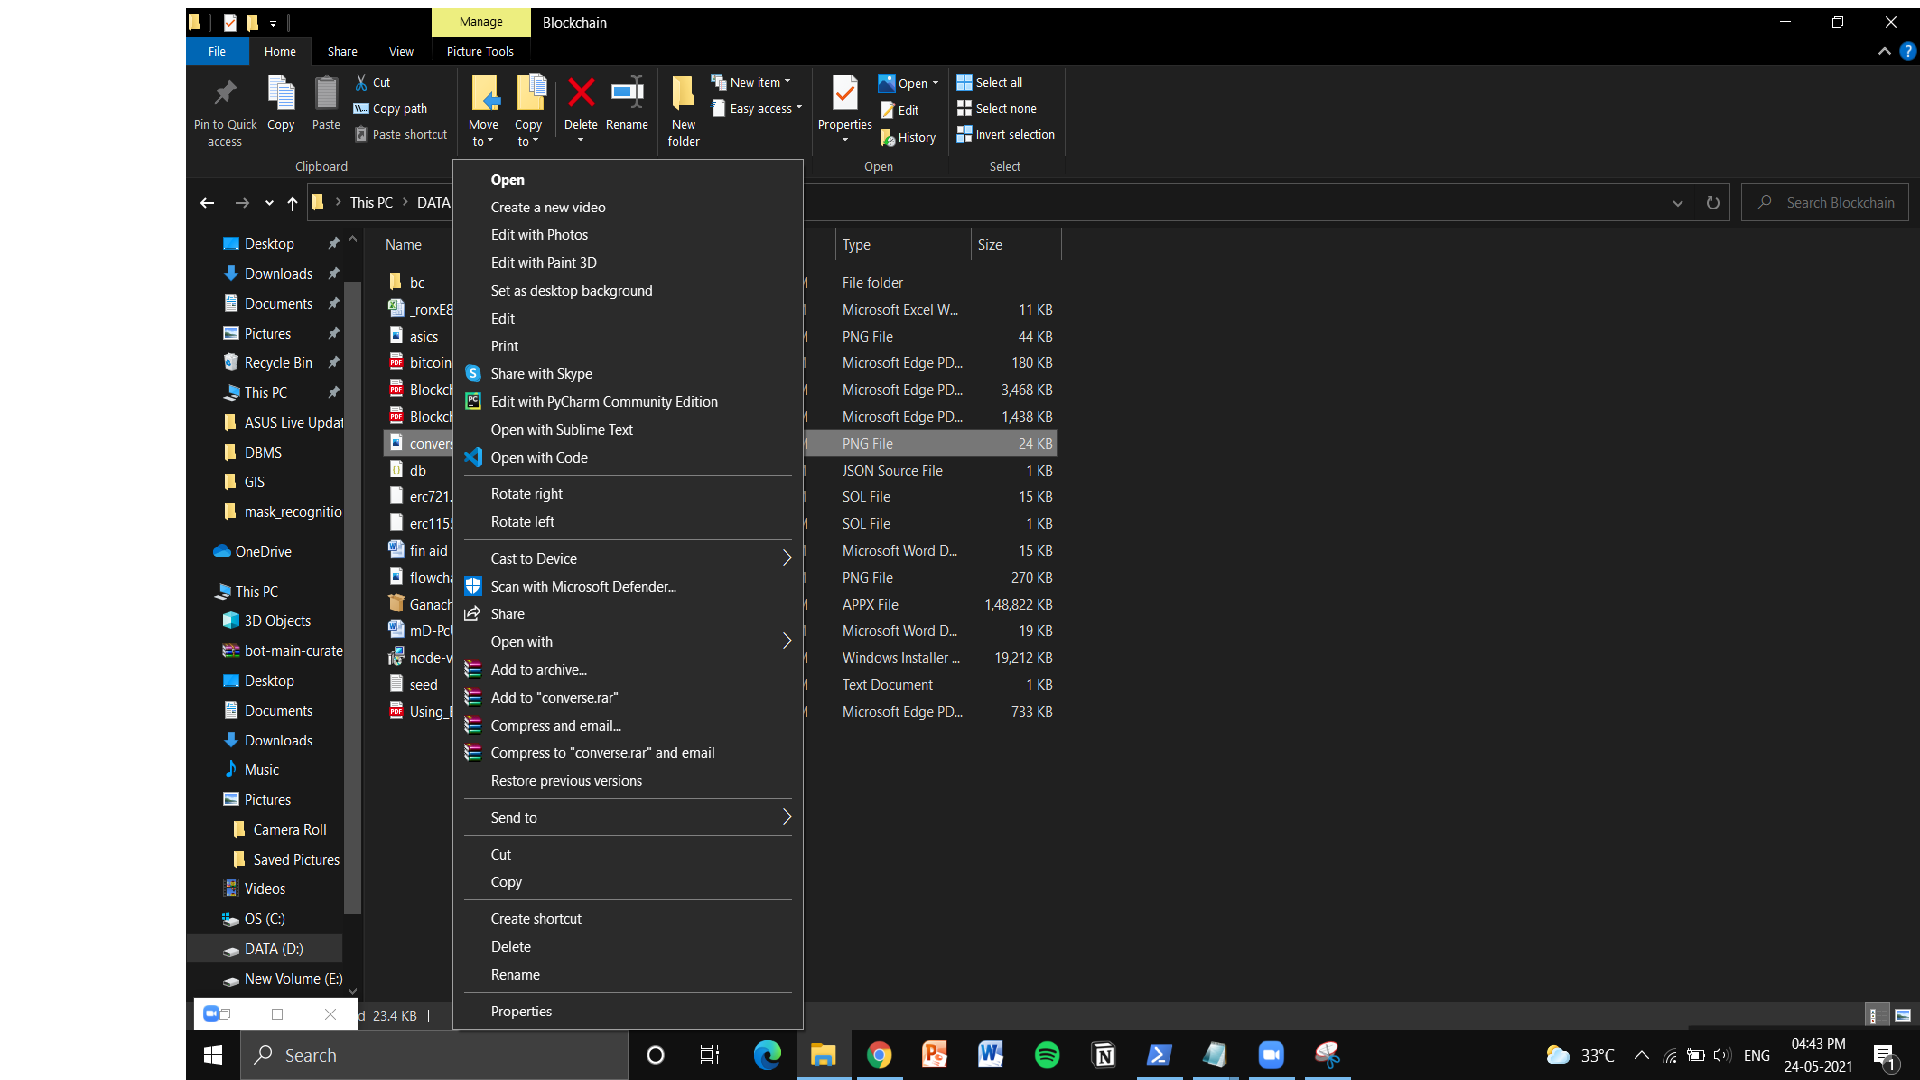 Manage
Blockchain
File
Home
Share
View
Picture Tools
Pin to Quick access
Copy
Paste
Cut
Copy path
Paste shortcut
Move to
Copy to
Delete
Rename
New folder
New item
Easy access
Properties
Open
Edit
History
Select all
Select none
Invert selection
Clipboard
Open
Select
This PC
DATA
Search Blockchain
Name
Type
Size
Desktop
Downloads
Documents
Pictures
Recycle Bin
This PC
ASUS Live Updat
DBMS
GIS
mask_recognitio
OneDrive
This PC
3D Objects
bot-main-curate
Desktop
Documents
Downloads
Music
Pictures
Camera Roll
Saved Pictures
Videos
OS (C:)
DATA (D:)
New Volume (E:)
bc
File folder
_ronxE8
Microsoft Excel W...
11 KB
asics
PNG File
44 KB
bitcoin
Microsoft Edge PD...
180 KB
Blockch
Microsoft Edge PD...
3,468 KB
Blockch
Microsoft Edge PD...
1,438 KB
convers
PNG File
24 KB
db
JSON Source File
1 KB
erc721.
SOL File
15 KB
erc1155
SOL File
1 KB
fin aid
Microsoft Word D...
15 KB
flowcha
PNG File
270 KB
Ganach
APPX File
1,48,822 KB
mD-Pc
Microsoft Word D...
19 KB
node-v
Windows Installer ...
19,212 KB
seed
Text Document
1 KB
Using_
Microsoft Edge PD...
733 KB
Open
Create a new video
Edit with Photos
Edit with Paint 3D
Set as desktop background
Edit
Print
Share with Skype
Edit with PyCharm Community Edition
Open with Sublime Text
Open with Code
Rotate right
Rotate left
Cast to Device
Scan with Microsoft Defender...
Share
Open with
Add to archive...
Add to "converse.rar"
Compress and email...
Compress to "converse.rar" and email
Restore previous versions
Send to
Cut
Copy
Create shortcut
Delete
Rename
Properties
d 23.4 KB
Search
33°C
ENG
04:43 PM
24-05-2021
1